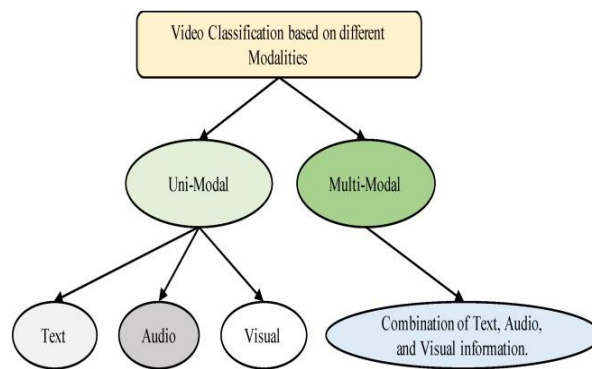 Video Classification based on different
Modalities
Uni-Modal
Multi-Modal
Text
Audio
Visual
Combination of Text, Audio,
and Visual information.